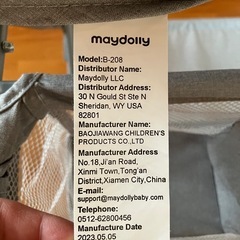 maydolly
Model:B-208
Distributor Name:
Maydolly LLC
Distributor Address:
30 N Gould St Ste N
Sheridan, WY USA
82801
Manufacturer Name:
BAOJIAWANG CHILDREN'S
PRODUCTS CO.,LTD
Manufacturer Address:
No.18,Ji'an Road,
Xinmi Town,Tong'an
District,Xiamen City,China
E-mail:
support@maydollybaby.com
Telephone:
0512-62800456
Manufacture Date:
2023.05.05